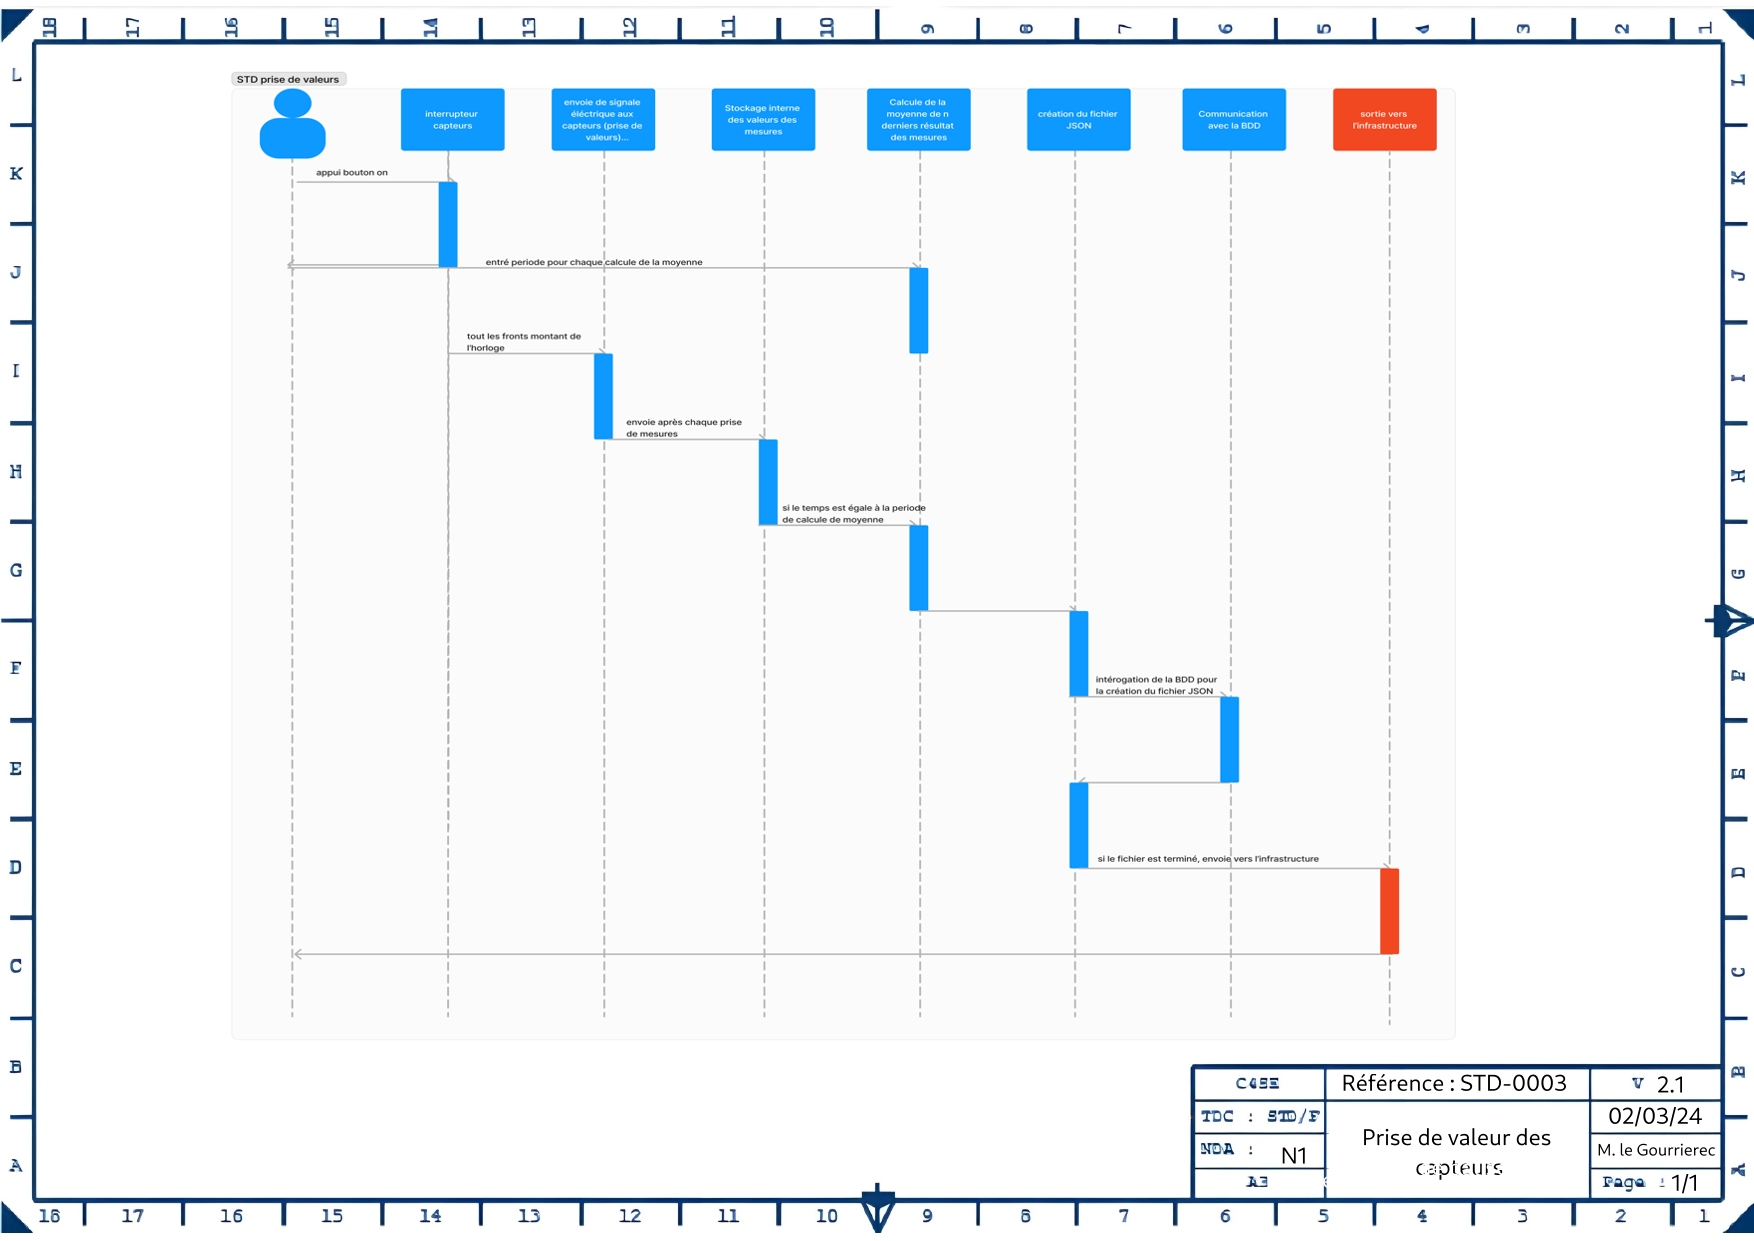 18 17 16 15 14 13 12 11 10 9 8 7 6 5 4 3 2 1
L
K
J
I
H
G
F
E
D
C
B
A
STD prise de valeurs
interrupteur
capteurs
envoie de signale
éléctrique aux
capteurs (prise de
valeurs)...
Stockage interne
des valeurs des
mesures
Calcule de la
moyenne de n
derniers résultat
des mesures
création du fichier
JSON
Communication
avec la BDD
sortie vers
l'infrastructure
appui bouton on
entré periode pour chaque calcule de la moyenne
tout les fronts montant de
l'horloge
envoie après chaque prise
de mesures
si le temps est égale à la periode
de calcule de moyenne
intérogation de la BDD pour
la création du fichier JSON
si le fichier est terminé, envoie vers l'infrastructure
L
K
J
I
H
G
F
E
D
C
B
A
C4SE
Référence : STD-0003
V 2.1
TDC : STD/F
02/03/24
Prise de valeur des
capteurs
NDA : N1
M. le Gourrierec
A3
Page : 1/1
18 17 16 15 14 13 12 11 10 9 8 7 6 5 4 3 2 1